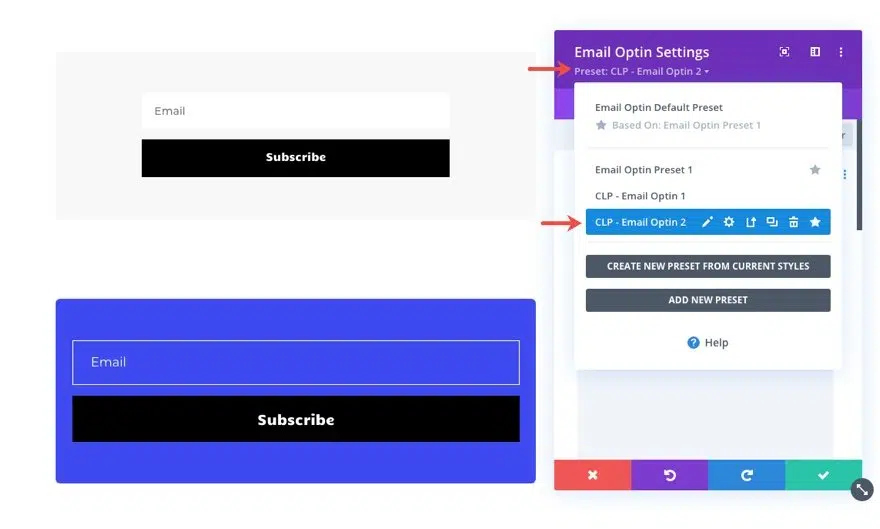 Email
Subscribe
Email
Subscribe
Email Optin Settings
Preset: CLP - Email Optin 2
Email Optin Default Preset
Based On: Email Optin Preset 1
Email Optin Preset 1
CLP - Email Optin 1
CLP - Email Optin 2
CREATE NEW PRESET FROM CURRENT STYLES
ADD NEW PRESET
Help